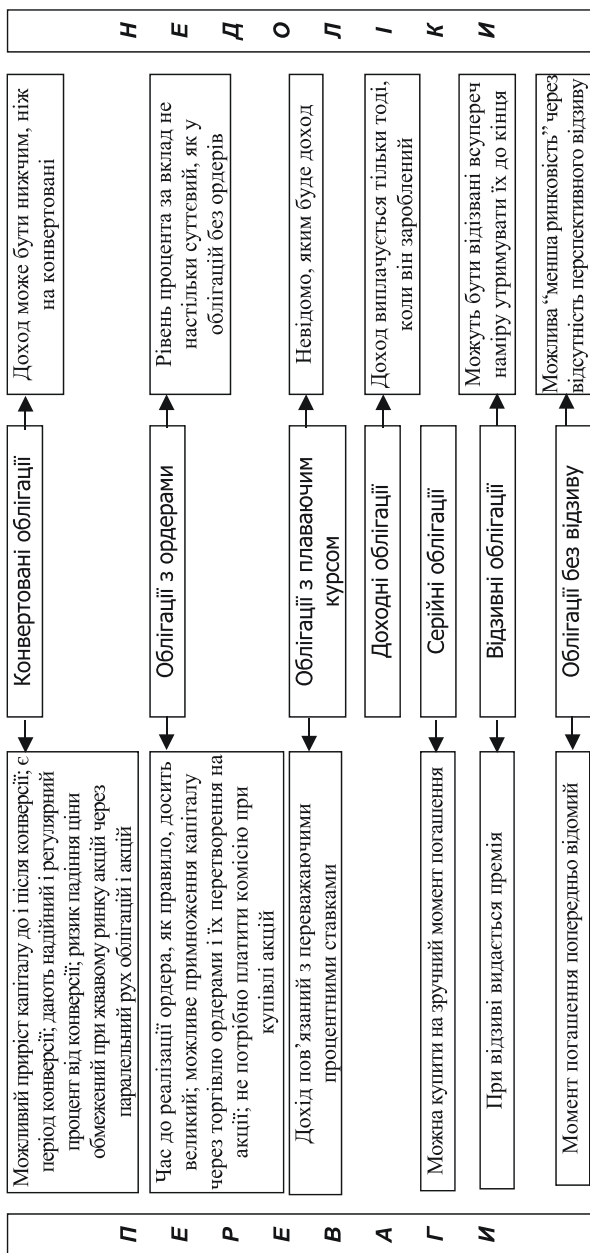 П Е Р Е В А Г И
Можливий приріст капіталу до і після конверсії; є
період конверсії; дають надійний і регулярний
процент від конверсії; ризик падіння ціни
обмежений при жвавому ринку акцій через
паралельний рух облігацій і акцій
Конвертовані облігації
Доход може бути нижчим, ніж
на конвертовані
Час до реалізації ордера, як правило, досить
великий; можливе примноження капіталу
через торгівлю ордерами і їх перетворення на
акції; не потрібно платити комісію при
купівлі акцій
Облігації з ордерами
Рівень процента за вклад не
настільки суттєвий, як у
облігацій без ордерів
Дохід пов’язаний з переважаючими
процентними ставками
Облігації з плаваючим
курсом
Невідомо, яким буде доход
Доходні облігації
Доход виплачується тільки тоді,
коли він зароблений
Можна купити на зручний момент погашення
Серійні облігації
При відзиві видається премія
Відзивні облігації
Можуть бути відізвані всупереч
наміру утримувати їх до кінця
Момент погашення попередньо відомий
Облігації без відзиву
Можлива “менша ринковість” через
відсутність перспективного відзиву
Н Е Д О Л І К И